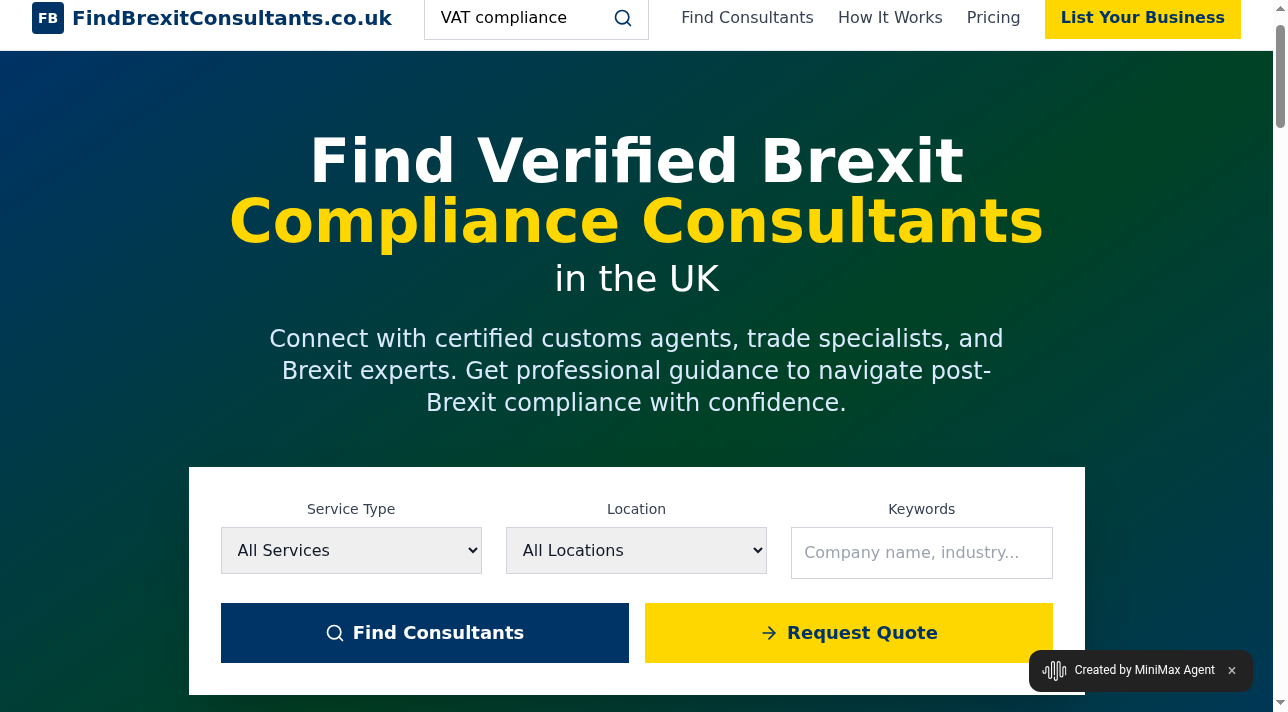 FB FindBrexitConsultants.co.uk VAT compliance Find Consultants How It Works Pricing List Your Business
Find Verified Brexit
Compliance Consultants
in the UK
Connect with certified customs agents, trade specialists, and
Brexit experts. Get professional guidance to navigate post-
Brexit compliance with confidence.
Service Type Location Keywords
All Services All Locations Company name, industry...
Find Consultants Request Quote
Created by MiniMax Agent ×